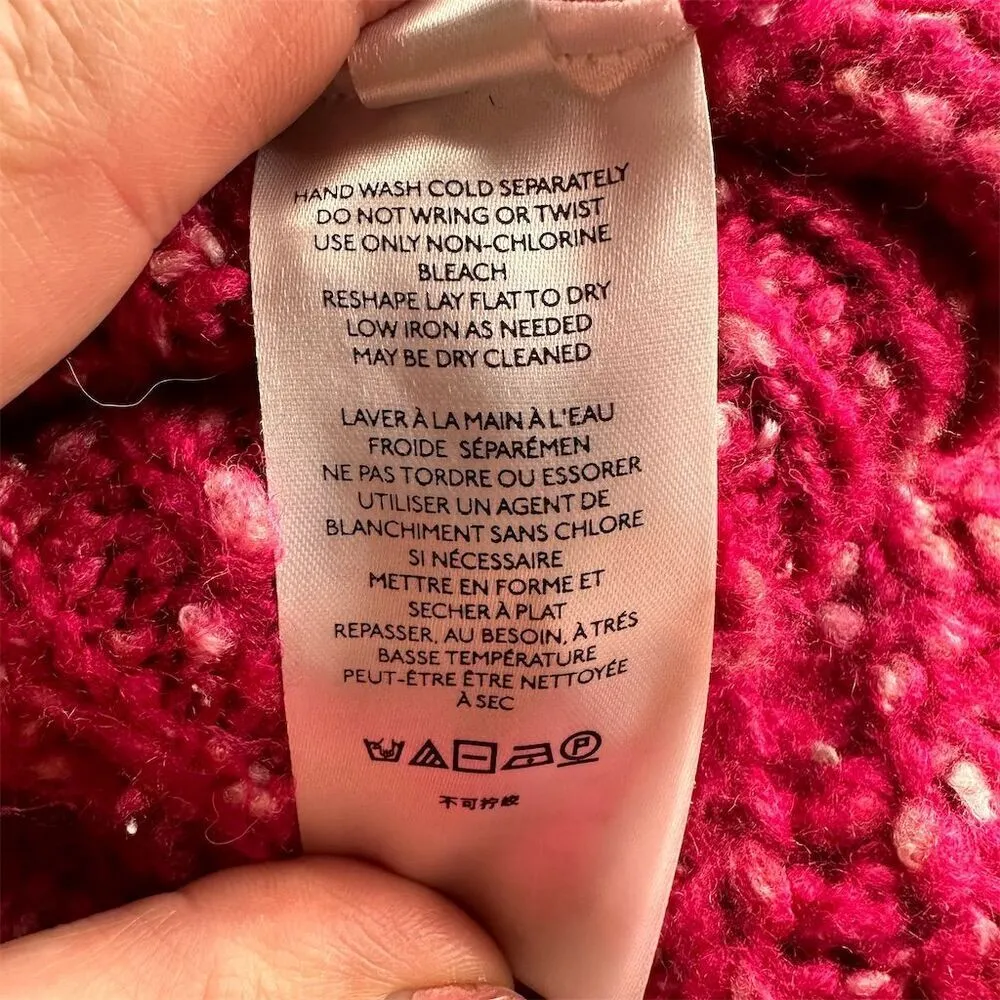 HAND WASH COLD SEPARATELY
DO NOT WRING OR TWIST
USE ONLY NON-CHLORINE
BLEACH
RESHAPE LAY FLAT TO DRY
LOW IRON AS NEEDED
MAY BE DRY CLEANED
LAVER À LA MAIN À L'EAU
FROIDE SÉPARÉMEN
NE PAS TORDRE OU ESSORER
UTILISER UN AGENT DE
BLANCHIMENT SANS CHLORE
SI NÉCESSAIRE
METTRE EN FORME ET
SECHER À PLAT
REPASSER, AU BESOIN, À TRÉS
BASSE TEMPÉRATURE
PEUT-ÊTRE ÊTRE NETTOYÉE
À SEC
P
不可拧绞